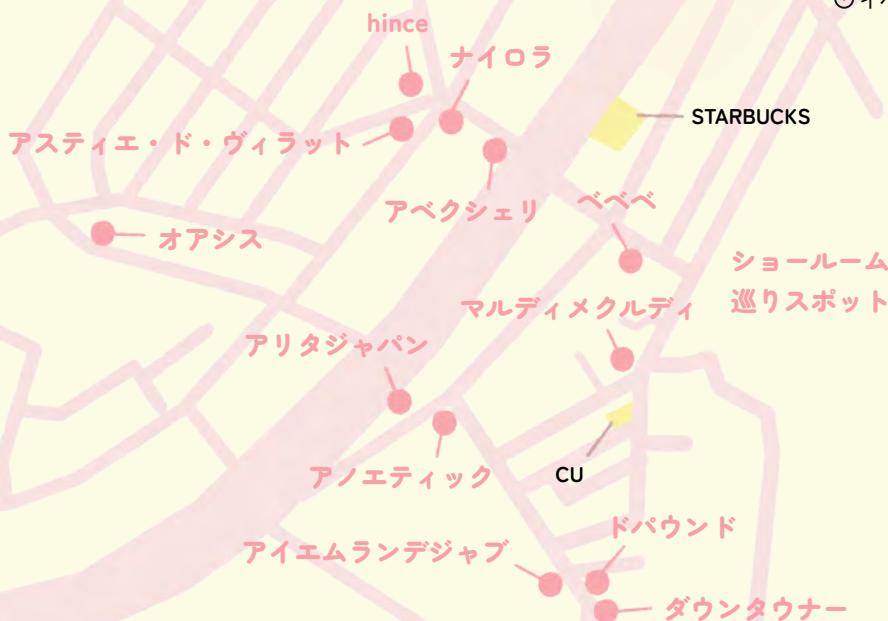 hince
ナイロラ
STARBUCKS
アスティエ・ド・ヴィラット
アベクシェリ
ベベベ
オアシス
ショールーム
巡りスポット
マルディメクルディ
アリタジャパン
アノエティック
CU
ドパウンド
アイエムランデジャブ
ダウンタウナー